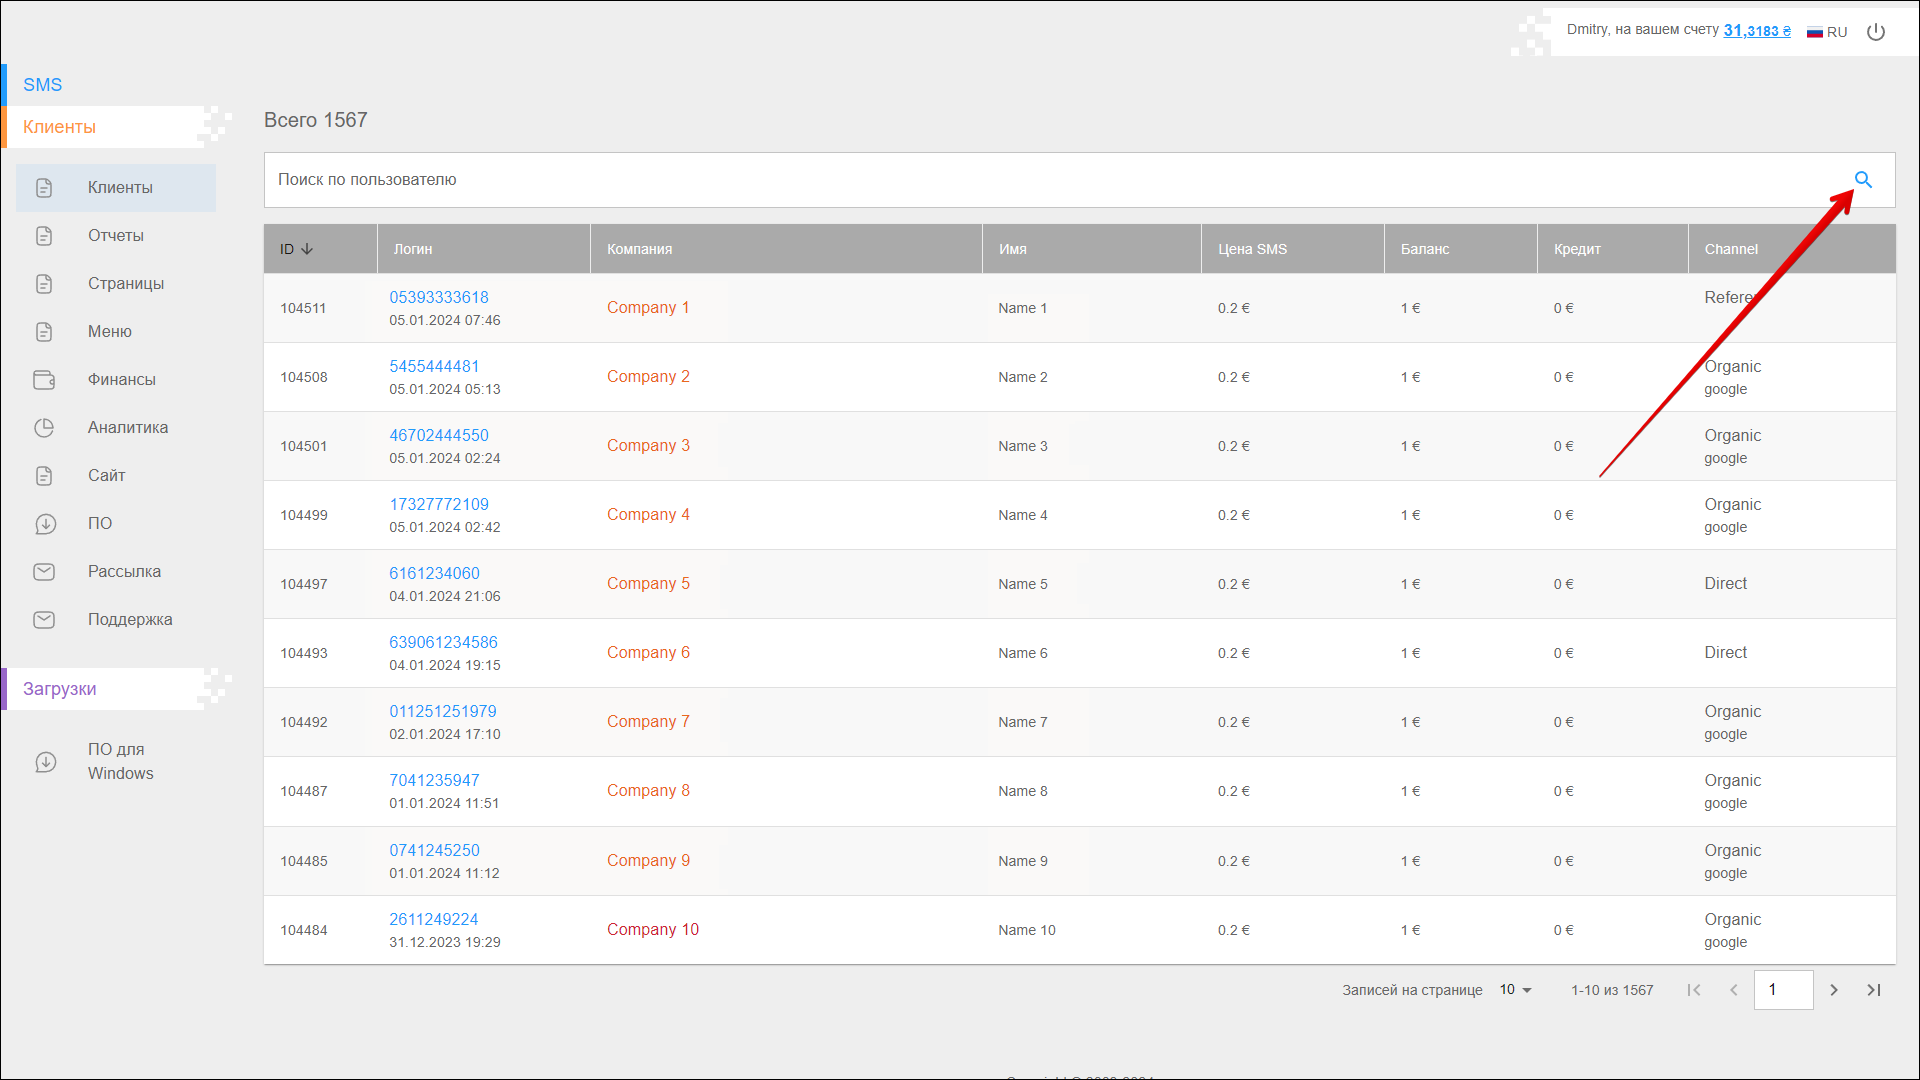 Dmitry, на вашем счету 31,3183 ₴ RU
SMS
Клиенты
Клиенты
Отчеты
Страницы
Меню
Финансы
Аналитика
Сайт
ПО
Рассылка
Поддержка
Загрузки
ПО для
Windows
Всего 1567
Поиск по пользователю
ID Логин Компания Имя Цена SMS Баланс Кредит Channel
104511 05393333618 05.01.2024 07:46 Company 1 Name 1 0.2 € 1 € 0 €
104508 5455444481 05.01.2024 05:13 Company 2 Name 2 0.2 € 1 € 0 € Organic google
104501 46702444550 05.01.2024 02:24 Company 3 Name 3 0.2 € 1 € 0 € Organic google
104499 17327772109 05.01.2024 02:42 Company 4 Name 4 0.2 € 1 € 0 € Organic google
104497 6161234060 04.01.2024 21:06 Company 5 Name 5 0.2 € 1 € 0 € Direct
104493 639061234586 04.01.2024 19:15 Company 6 Name 6 0.2 € 1 € 0 € Direct
104492 011251251979 02.01.2024 17:10 Company 7 Name 7 0.2 € 1 € 0 € Organic google
104487 7041235947 01.01.2024 11:51 Company 8 Name 8 0.2 € 1 € 0 € Organic google
104485 0741245250 01.01.2024 11:12 Company 9 Name 9 0.2 € 1 € 0 € Organic google
104484 2611249224 31.12.2023 19:29 Company 10 Name 10 0.2 € 1 € 0 € Organic google
Записей на странице 10 1-10 из 1567 1